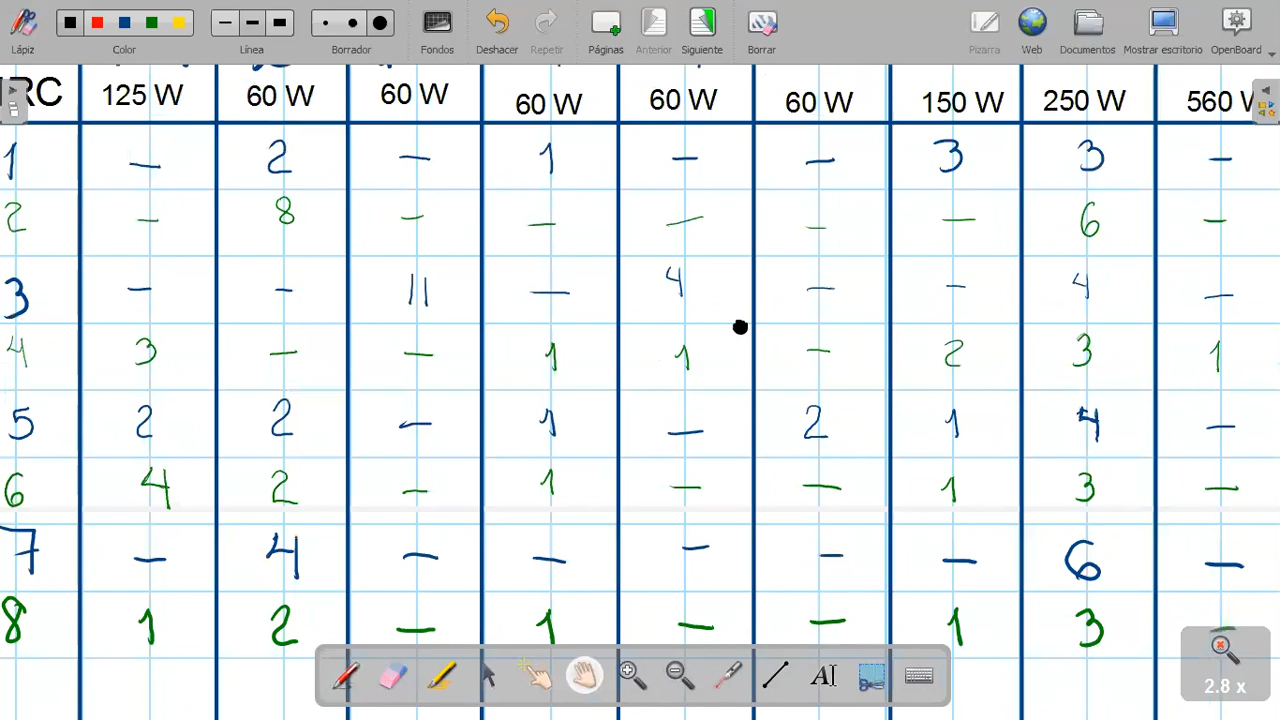 Lápiz Color Línea Borrador Fondos Deshacer Repetir Páginas Anterior Siguiente Borrar Pizarra Web Documentos Mostrar escritorio OpenBoard
RC 125 W 60 W 60 W 60 W 60 W 60 W 150 W 250 W 560 W
1 - 2 - 1 - - 3 3 -
2 - 8 - - - - - 6 -
3 - - 11 - 4 - - 4 -
4 3 - - 1 1 - 2 3 1
5 2 2 - 1 - 2 1 4 -
6 4 2 - 1 - - 1 3 -
7 - 4 - - - - - 6 -
8 1 2 - 1 - - 1 3 -
AI
2.8 x